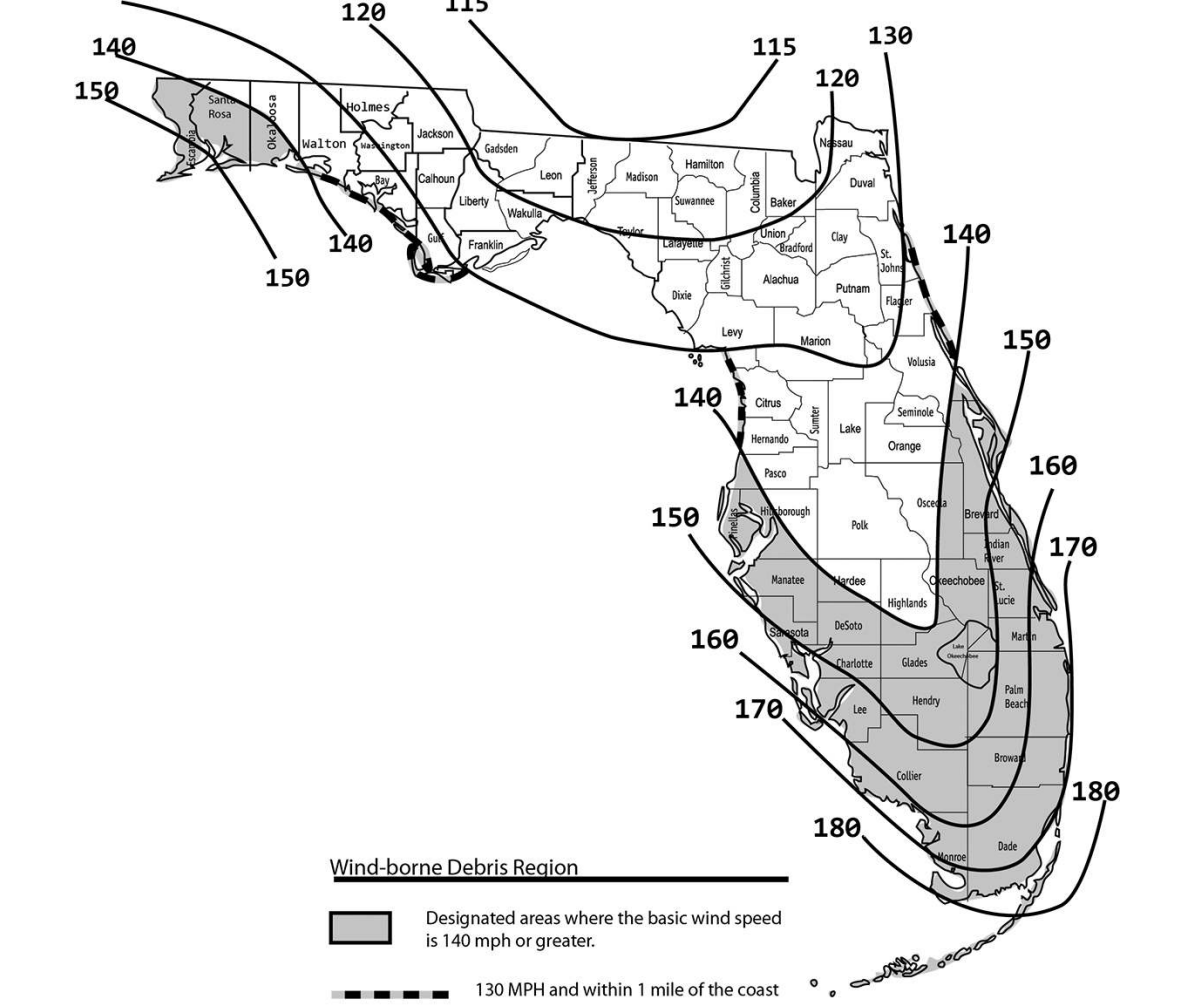 115
120
130
140
115
120
150
Santa
Rosa
Okaloosa
Escambia
Holmes
Walton
Washington
Jackson
Bay
Calhoun
Gulf
Liberty
Gadsden
Leon
Wakulla
Franklin
Jefferson
Madison
Taylor
Hamilton
Suwannee
Lafayette
Columbia
Baker
Nassau
Duval
Union
Bradford
Clay
St.
Johns
Gilchrist
Alachua
Putnam
Flagler
Dixie
Levy
Marion
Volusia
140
150
140
150
140
Citrus
Hernando
Pasco
Sumter
Lake
Seminole
Orange
160
150
Pinellas
Hillsborough
Polk
Osceola
Brevard
Indian
River
170
Manatee
Hardee
Highlands
Okeechobee
St.
Lucie
160
Sarasota
DeSoto
Martin
Lake
Okeechobee
Charlotte
Glades
170
Lee
Hendry
Palm
Beach
Collier
Broward
180
180
Monroe
Dade
Wind-borne Debris Region
Designated areas where the basic wind speed
is 140 mph or greater.
130 MPH and within 1 mile of the coast